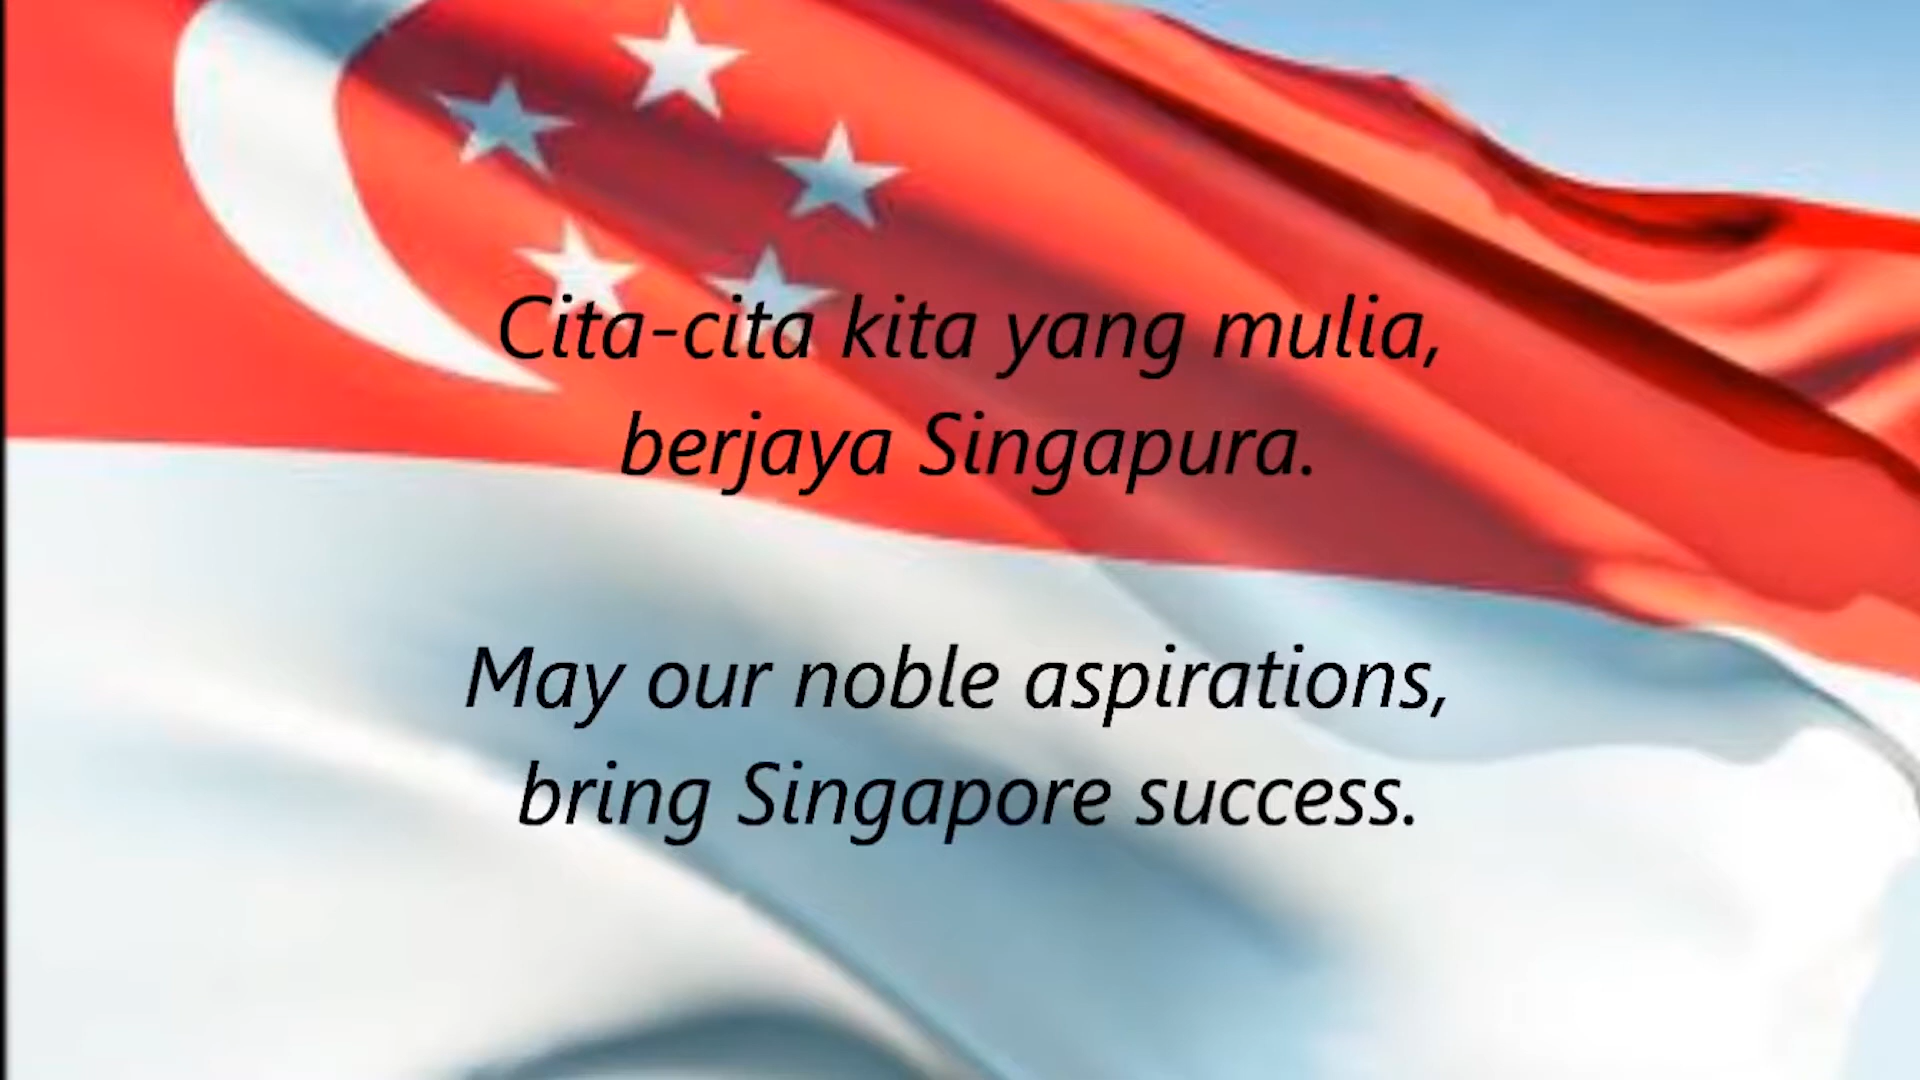 Cita-cita kita yang mulia,
berjaya Singapura.
May our noble aspirations,
bring Singapore success.